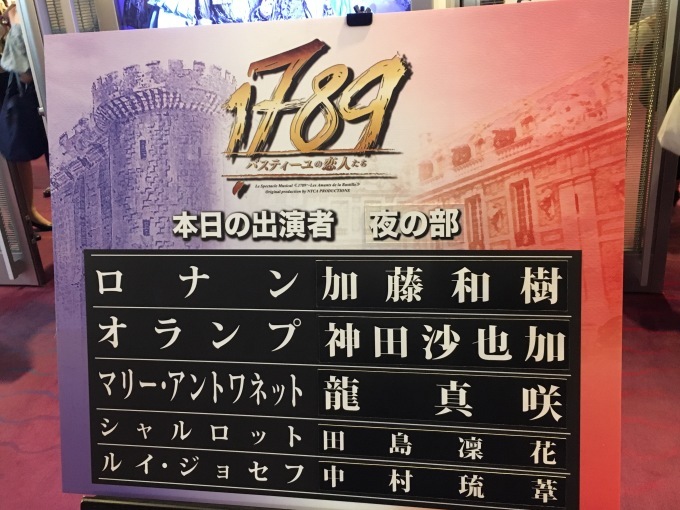 1789
バスティーユの恋人たち
Le Spectacle Musical ≪1789 - Les Amants de la Bastille≫
Original production by NTCA PRODUCTIONS
本日の出演者 夜の部
ロナン 加藤和樹
オランプ 神田沙也加
マリー・アントワネット 龍真咲
シャルロット 田島凛花
ルイ・ジョセフ 中村琉葦